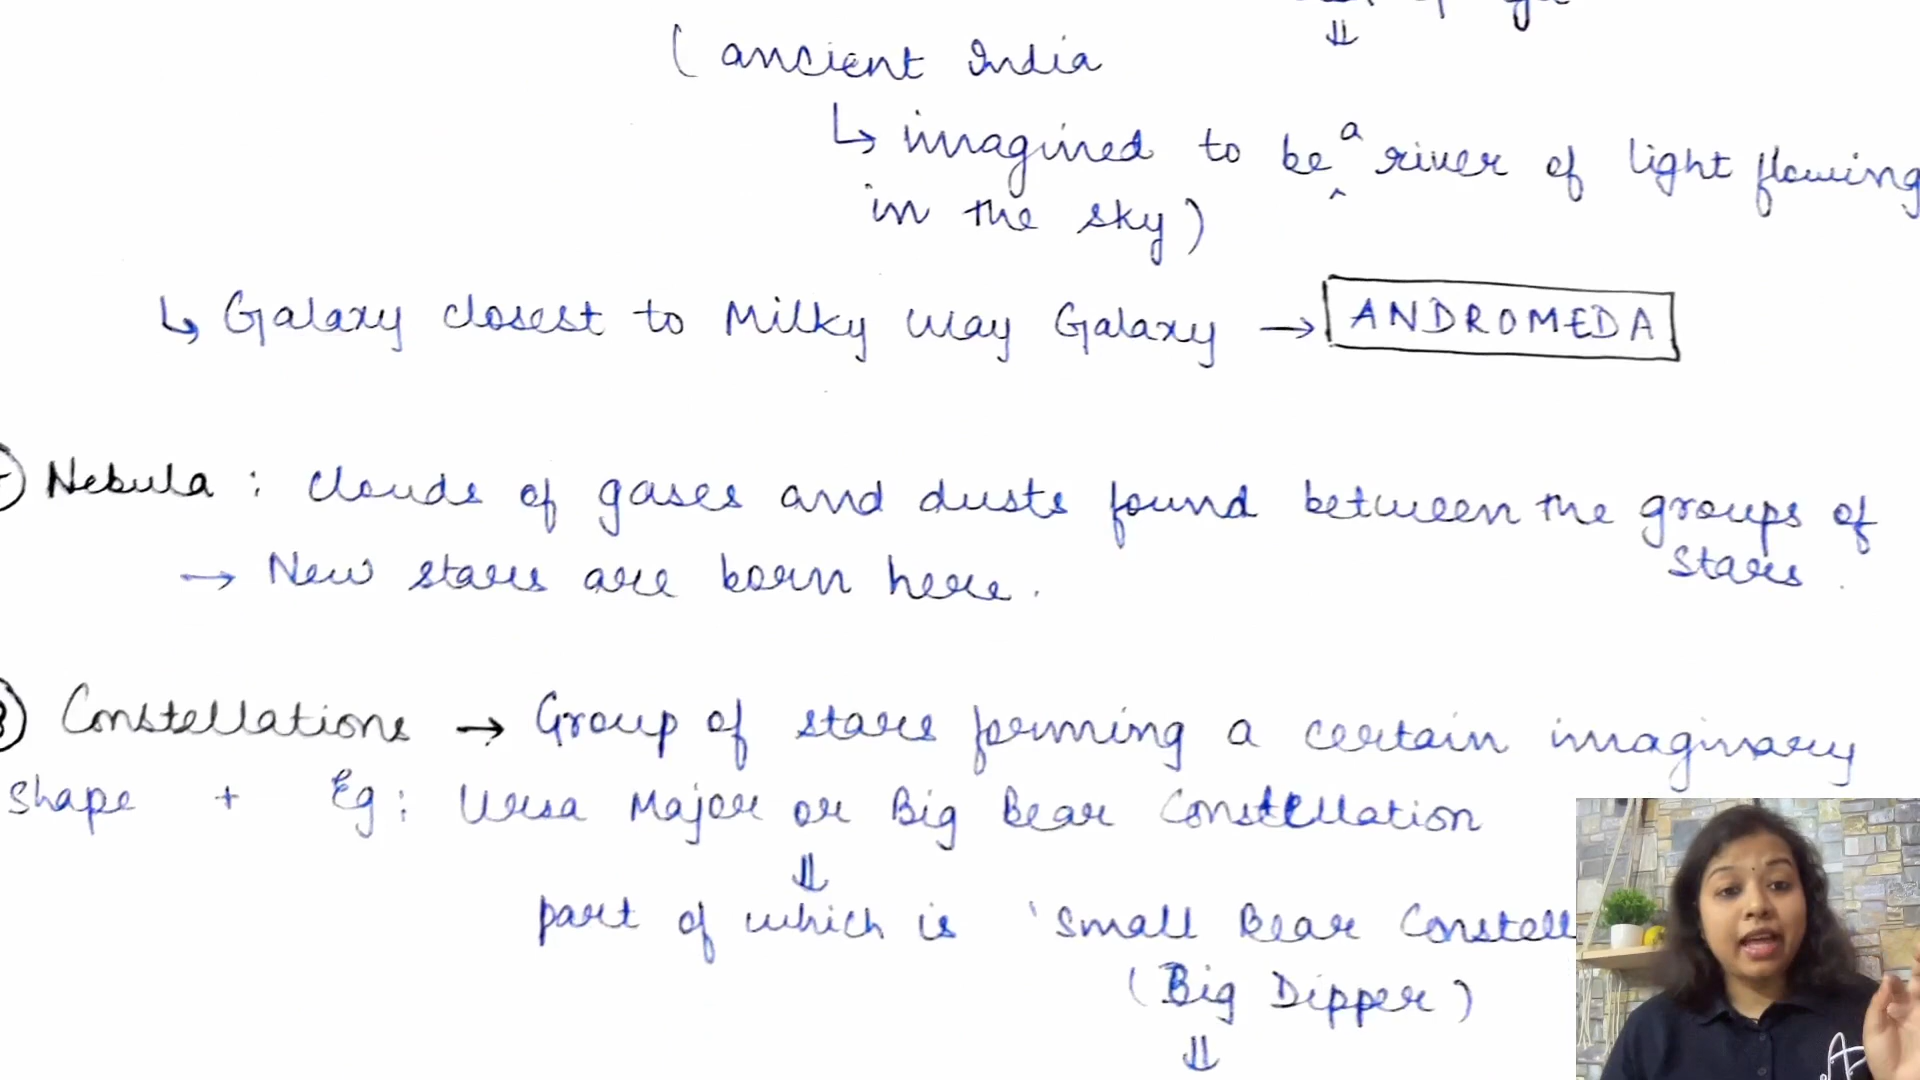 (ancient India
↳ imagined to be a river of light flowing
in the sky)
↳ Galaxy closest to Milky Way Galaxy → ANDROMEDA
Nebula : Clouds of gases and dusts found between the groups of
stars.
→ New stars are born here.
Constellations → Group of stars forming a certain imaginary
shape + Eg: Ursa Major or Big Bear Constellation
⇓
part of which is 'Small Bear Constell
(Big Dipper)
⇓